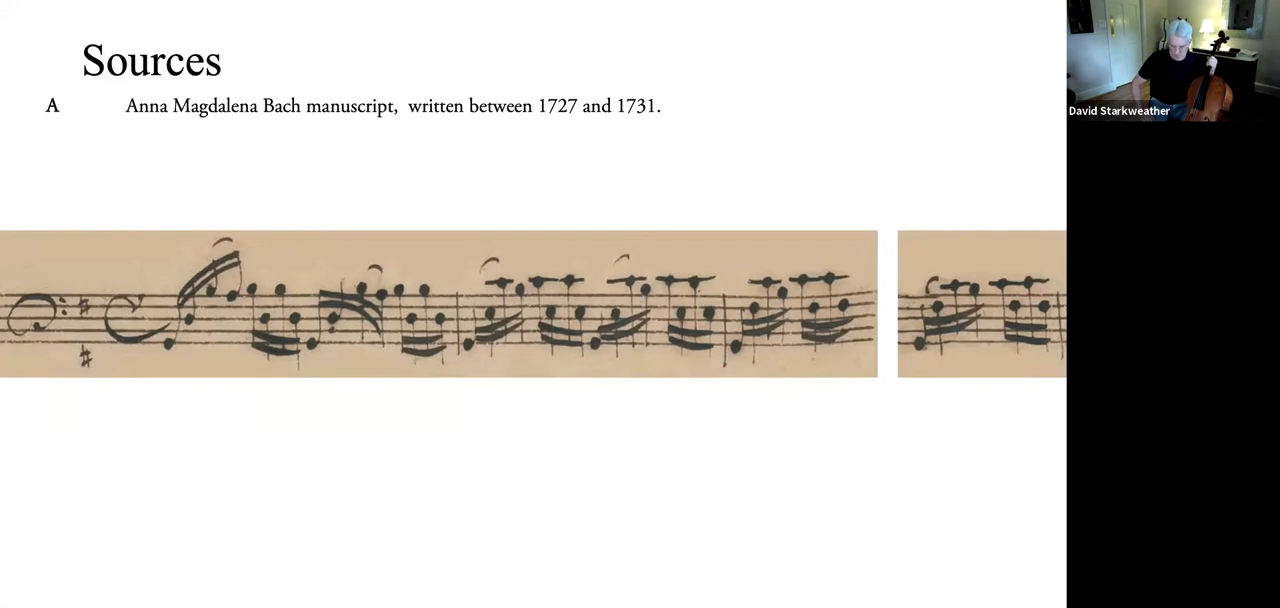 Sources
A Anna Magdalena Bach manuscript, written between 1727 and 1731.
David Starkweather